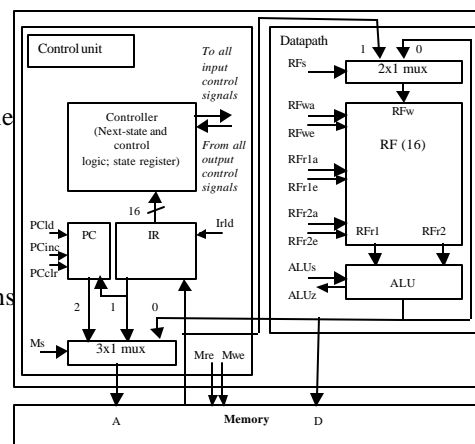 Control unit
To all
input
control
signals
Controller
(Next-state and
control
logic; state register)
From all
output
control
signals
16
PCld
PCinc
PCclr
PC
IR
Irld
2
1
0
Ms
3x1 mux
Mre
Mwe
Datapath
1
0
RFs
2x1 mux
RFwa
RFwe
RFw
RF (16)
RFr1a
RFr1e
RFr2a
RFr2e
RFr1
RFr2
ALUs
ALUz
ALU
A
Memory
D